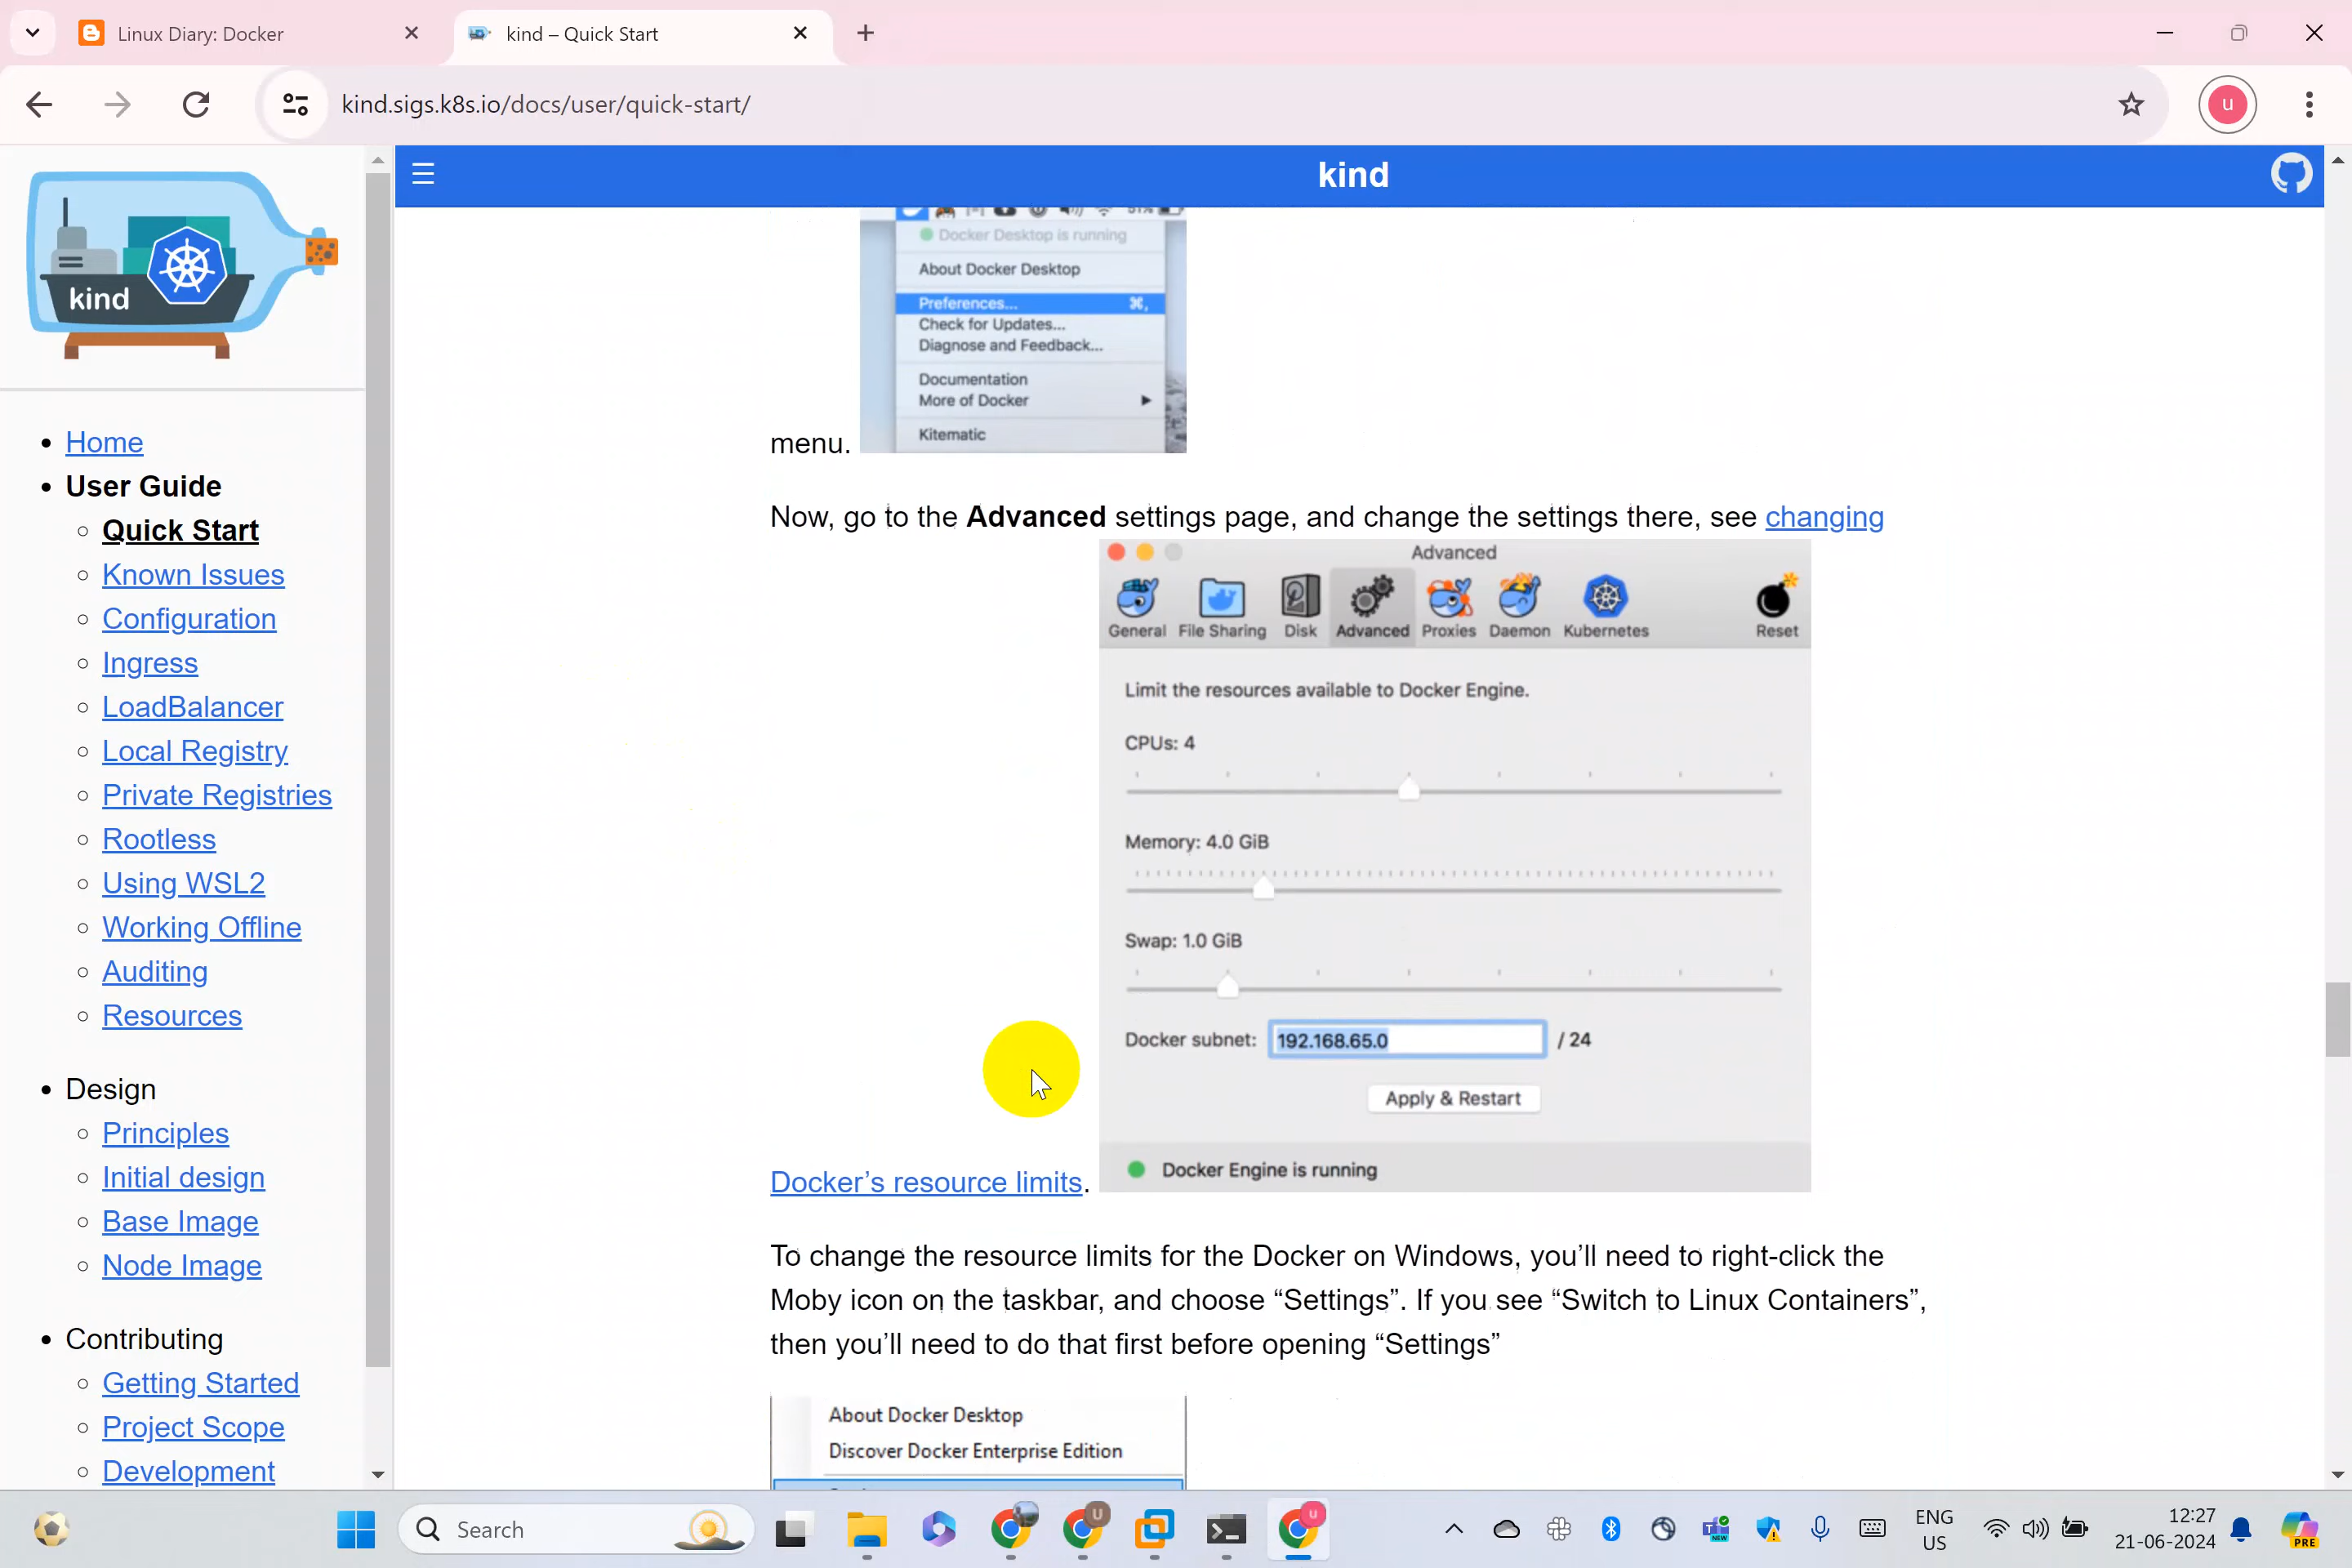 Linux Diary: Docker
kind – Quick Start
kind.sigs.k8s.io/docs/user/quick-start/
u
kind
Home
User Guide
Quick Start
Known Issues
Configuration
Ingress
LoadBalancer
Local Registry
Private Registries
Rootless
Using WSL2
Working Offline
Auditing
Resources
Design
Principles
Initial design
Base Image
Node Image
Contributing
Getting Started
Project Scope
Development
kind
Docker Desktop is running
About Docker Desktop
Preferences... ⌘,
Check for Updates...
Diagnose and Feedback...
Documentation
More of Docker
Kitematic
menu.
Now, go to the Advanced settings page, and change the settings there, see changing
Advanced
General File Sharing Disk Advanced Proxies Daemon Kubernetes Reset
Limit the resources available to Docker Engine.
CPUs: 4
Memory: 4.0 GiB
Swap: 1.0 GiB
Docker subnet: 192.168.65.0 / 24
Apply & Restart
Docker Engine is running
Docker’s resource limits.
To change the resource limits for the Docker on Windows, you’ll need to right-click the
Moby icon on the taskbar, and choose “Settings”. If you see “Switch to Linux Containers”,
then you’ll need to do that first before opening “Settings”
About Docker Desktop
Discover Docker Enterprise Edition
Search
U
u
NEW
ENG
US
12:27
21-06-2024
PRE